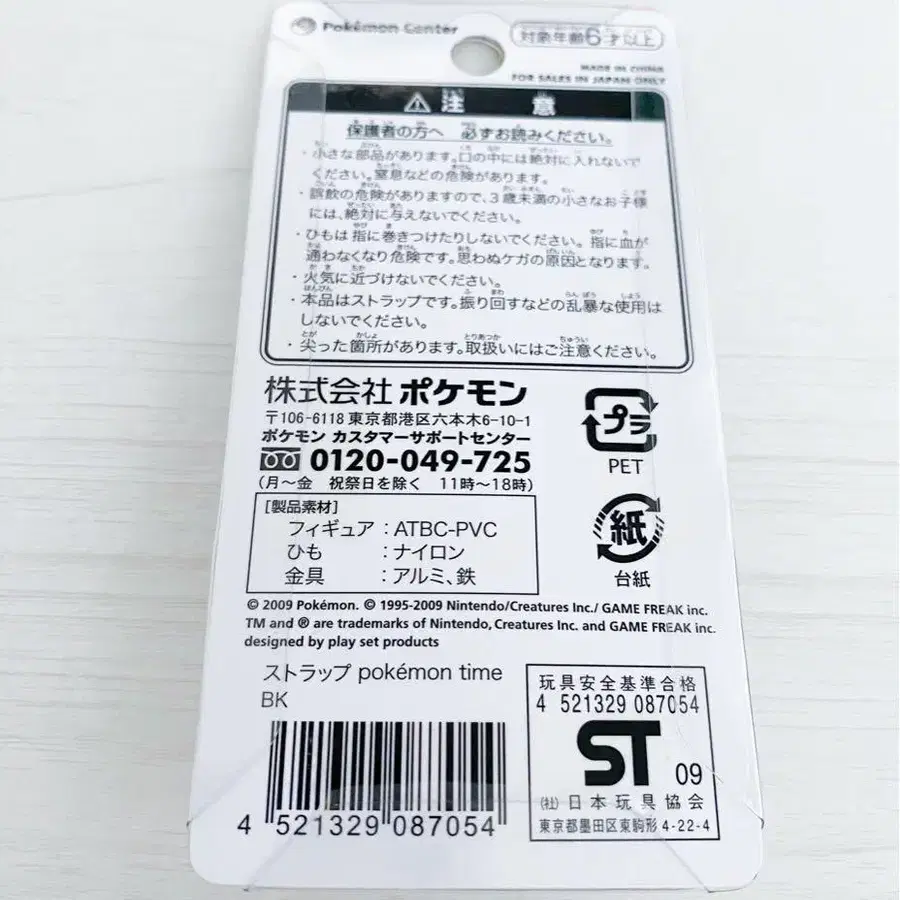 Pokémon Center
対象年齢6才以上
MADE IN CHINA
FOR SALES IN JAPAN ONLY
⚠注 意
保護者の方へ 必ずお読みください。
・小さな部品があります。口の中には絶対に入れないで
ください。窒息などの危険があります。
・誤飲の危険がありますので、3歳未満の小さなお子様
には、絶対に与えないでください。
・ひもは指に巻きつけたりしないでください。指に血が
通わなくなり危険です。思わぬケガの原因となります。
・火気に近づけないでください。
・本品はストラップです。振り回すなどの乱暴な使用は
しないでください。
・尖った箇所があります。取扱いにはご注意ください。
株式会社 ポケモン
〒106-6118 東京都港区六本木6-10-1
ポケモン カスタマーサポートセンター
0120-049-725
(月～金 祝祭日を除く 11時～18時)
[製品素材]
フィギュア : ATBC-PVC
ひも : ナイロン
金具 : アルミ、鉄
プラ
PET
紙
台紙
© 2009 Pokémon. © 1995-2009 Nintendo/Creatures Inc./ GAME FREAK inc.
TM and ® are trademarks of Nintendo, Creatures Inc. and GAME FREAK inc.
designed by play set products
ストラップ pokémon time
BK
4 521329 087054
玩具安全基準合格
4 521329 087054
ST 09
(社) 日本玩具協会
東京都墨田区東駒形 4-22-4